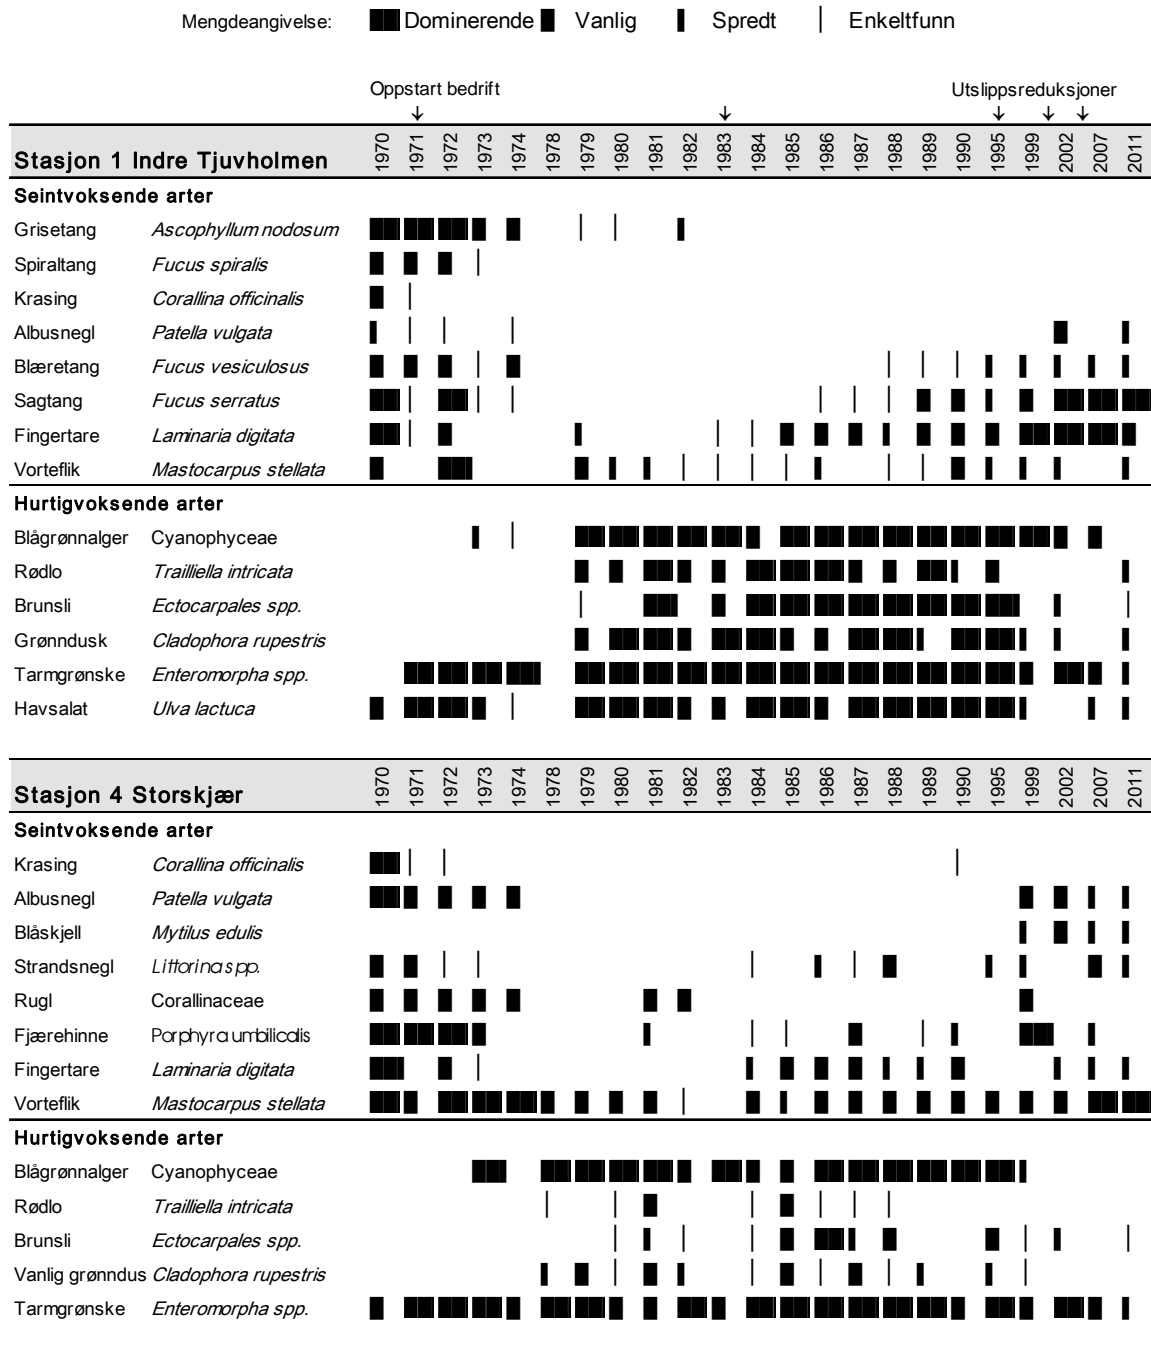 Mengdeangivelse: Dominerende Vanlig Spredt Enkeltfunn
Oppstart bedrift Utslippsreduksjoner
Stasjon 1 Indre Tjuvholmen 1970 1971 1972 1973 1974 1978 1979 1980 1981 1982 1983 1984 1985 1986 1987 1988 1989 1990 1995 1999 2002 2007 2011
Seintvoksende arter
Grisetang Ascophyllum nodosum
Spiraltang Fucus spiralis
Krasing Corallina officinalis
Albusnegl Patella vulgata
Blæretang Fucus vesiculosus
Sagtang Fucus serratus
Fingertare Laminaria digitata
Vorteflik Mastocarpus stellata
Hurtigvoksende arter
Blågrønnalger Cyanophyceae
Rødlo Trailliella intricata
Brunsli Ectocarpales spp.
Grønndusk Cladophora rupestris
Tarmgrønske Enteromorpha spp.
Havsalat Ulva lactuca
Stasjon 4 Storskjær 1970 1971 1972 1973 1974 1978 1979 1980 1981 1982 1983 1984 1985 1986 1987 1988 1989 1990 1995 1999 2002 2007 2011
Seintvoksende arter
Krasing Corallina officinalis
Albusnegl Patella vulgata
Blåskjell Mytilus edulis
Strandsnegl Littorina spp.
Rugl Corallinaceae
Fjærehinne Porphyra umbilicalis
Fingertare Laminaria digitata
Vorteflik Mastocarpus stellata
Hurtigvoksende arter
Blågrønnalger Cyanophyceae
Rødlo Trailliella intricata
Brunsli Ectocarpales spp.
Vanlig grønndus Cladophora rupestris
Tarmgrønske Enteromorpha spp.